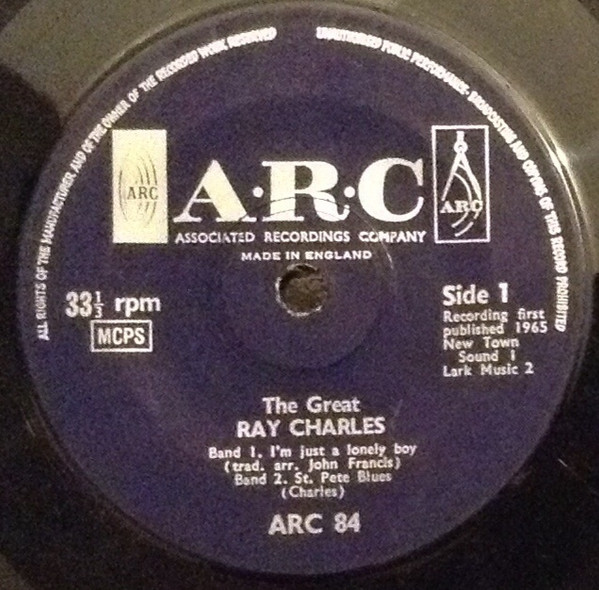 ALL RIGHTS OF THE MANUFACTURER AND OF THE OWNER OF THE RECORDED WORK RESERVED
UNAUTHORISED PUBLIC PERFORMANCE, BROADCASTING AND COPYING OF THIS RECORD PROHIBITED
ARC
A·R·C
ARC
ASSOCIATED RECORDINGS COMPANY
MADE IN ENGLAND
33⅓ rpm
MCPS
Side 1
Recording first
published 1965
New Town
Sound 1
Lark Music 2
The Great
RAY CHARLES
Band 1. I'm just a lonely boy
(trad. arr. John Francis)
Band 2. St. Pete Blues
(Charles)
ARC 84